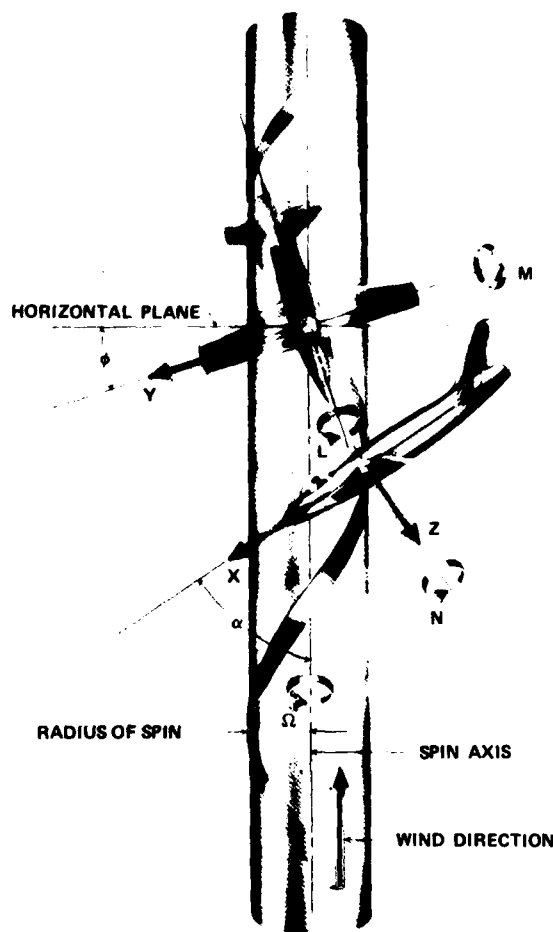 M
HORIZONTAL PLANE
ϕ
Y
L
Z
X
N
α
Ω
RADIUS OF SPIN
SPIN AXIS
WIND DIRECTION